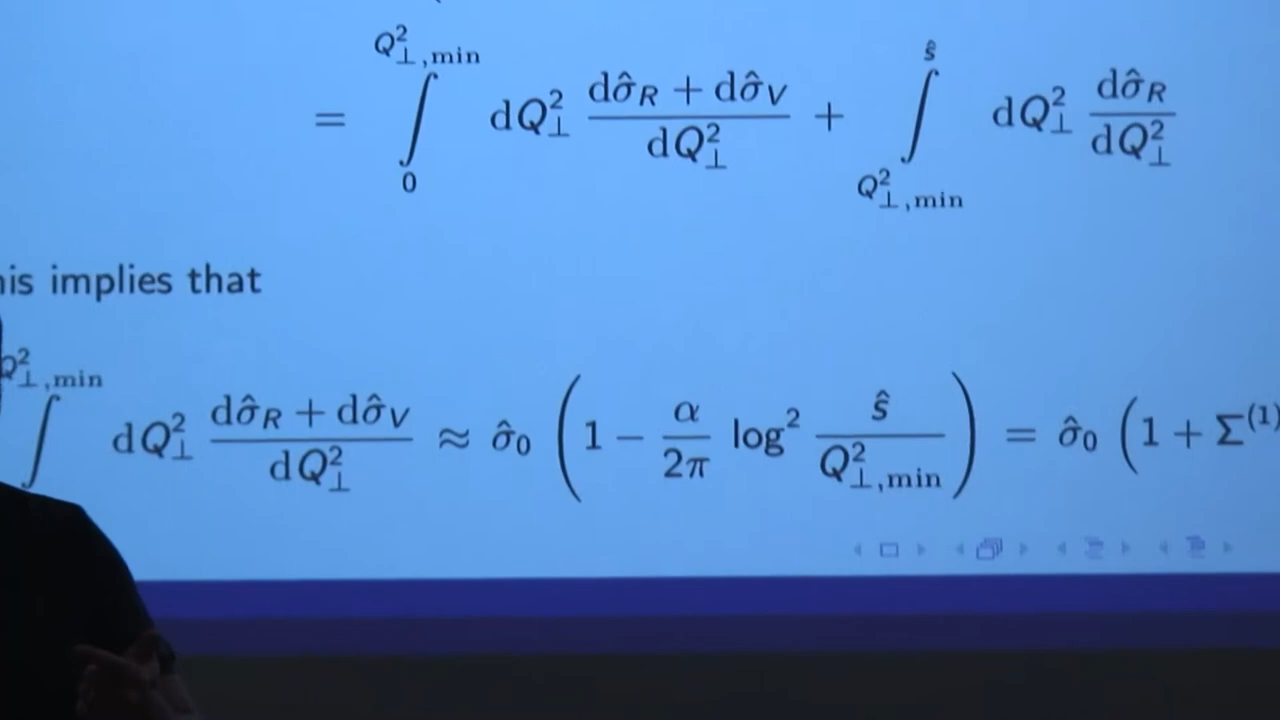 = ∫_0^{Q²_{⊥,min}} dQ²_⊥ (dσ̂_R + dσ̂_V)/(dQ²_⊥) + ∫_{Q²_{⊥,min}}^{ŝ} dQ²_⊥ dσ̂_R/dQ²_⊥
his implies that
∫^{Q²_{⊥,min}} dQ²_⊥ (dσ̂_R + dσ̂_V)/(dQ²_⊥) ≈ σ̂_0 (1 − α/2π log² ŝ/Q²_{⊥,min}) = σ̂_0 (1 + Σ^{(1)}